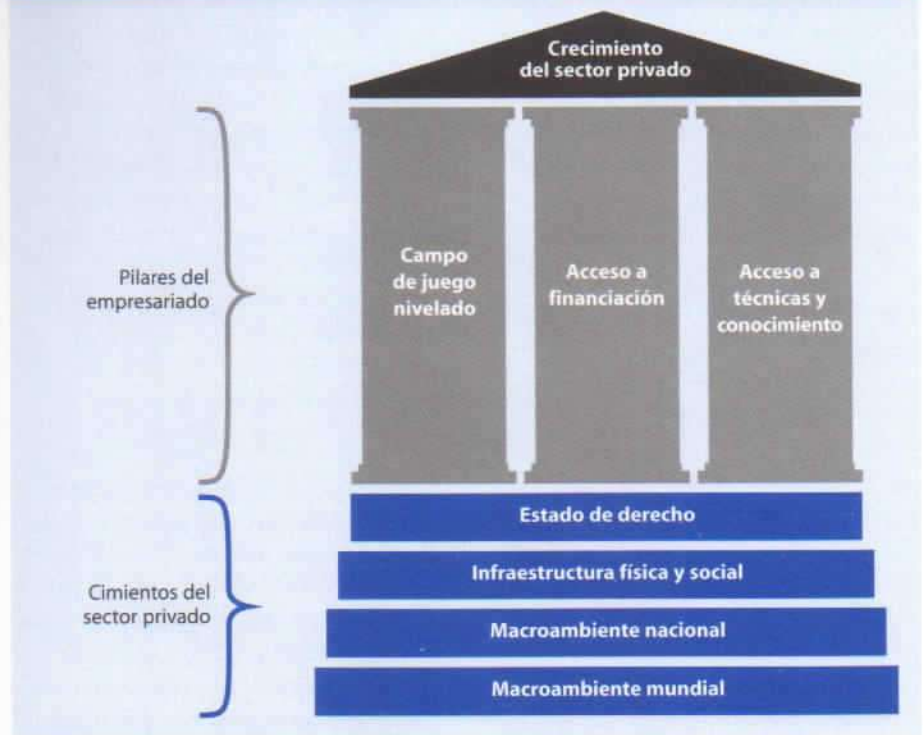 Crecimiento
del sector privado
Pilares del
empresariado
Campo
de juego
nivelado
Acceso a
financiación
Acceso a
técnicas y
conocimiento
Cimientos del
sector privado
Estado de derecho
Infraestructura física y social
Macroambiente nacional
Macroambiente mundial